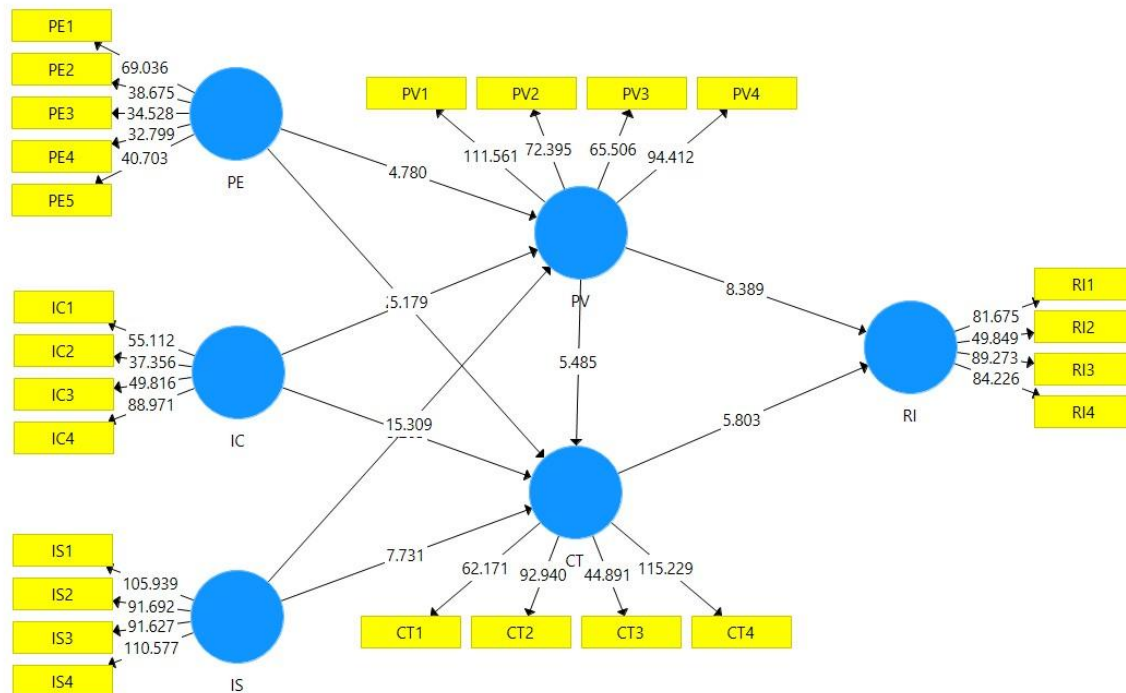 PE1
PE2
PE3
PE4
PE5
69.036
38.675
34.528
32.799
40.703
PE
PV1
PV2
PV3
PV4
111.561
72.395
65.506
94.412
4.780
PV
IC1
IC2
IC3
IC4
55.112
37.356
49.816
88.971
IC
5.179
5.485
8.389
15.309
5.803
RI1
RI2
RI3
RI4
81.675
49.849
89.273
84.226
RI
IS1
IS2
IS3
IS4
105.939
91.692
91.627
110.577
IS
7.731
CT
62.171
92.940
44.891
115.229
CT1
CT2
CT3
CT4